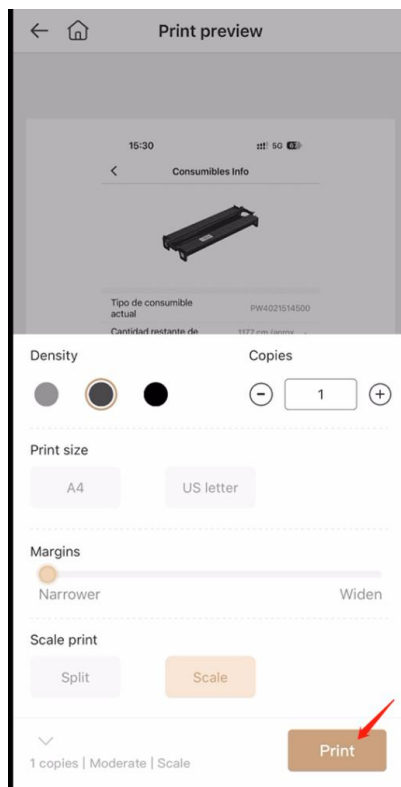 Print preview
15:30 5G
Consumibles Info
Tipo de consumible
actual
PW4021514500
Cantidad restante de 1177 cm (aprox
Density Copies
1
Print size
A4 US letter
Margins
Narrower Widen
Scale print
Split Scale
1 copies | Moderate | Scale
Print